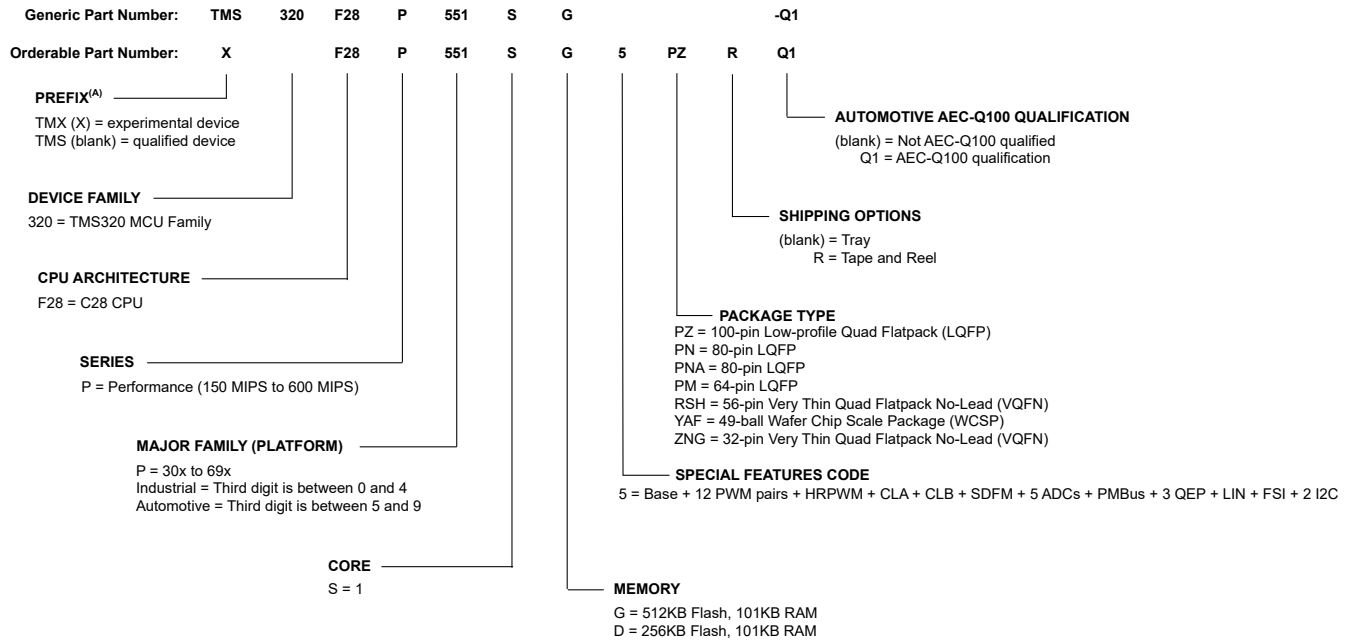 Generic Part Number: TMS 320 F28 P 551 S G -Q1
Orderable Part Number: X F28 P 551 S G 5 PZ R Q1
PREFIX(A)
TMX (X) = experimental device
TMS (blank) = qualified device
AUTOMOTIVE AEC-Q100 QUALIFICATION
(blank) = Not AEC-Q100 qualified
Q1 = AEC-Q100 qualification
DEVICE FAMILY
320 = TMS320 MCU Family
SHIPPING OPTIONS
(blank) = Tray
R = Tape and Reel
CPU ARCHITECTURE
F28 = C28 CPU
PACKAGE TYPE
PZ = 100-pin Low-profile Quad Flatpack (LQFP)
PN = 80-pin LQFP
PNA = 80-pin LQFP
PM = 64-pin LQFP
RSH = 56-pin Very Thin Quad Flatpack No-Lead (VQFN)
YAF = 49-ball Wafer Chip Scale Package (WCSP)
ZNG = 32-pin Very Thin Quad Flatpack No-Lead (VQFN)
SERIES
P = Performance (150 MIPS to 600 MIPS)
MAJOR FAMILY (PLATFORM)
P = 30x to 69x
Industrial = Third digit is between 0 and 4
Automotive = Third digit is between 5 and 9
SPECIAL FEATURES CODE
5 = Base + 12 PWM pairs + HRPWM + CLA + CLB + SDFM + 5 ADCs + PMBus + 3 QEP + LIN + FSI + 2 I2C
CORE
S = 1
MEMORY
G = 512KB Flash, 101KB RAM
D = 256KB Flash, 101KB RAM